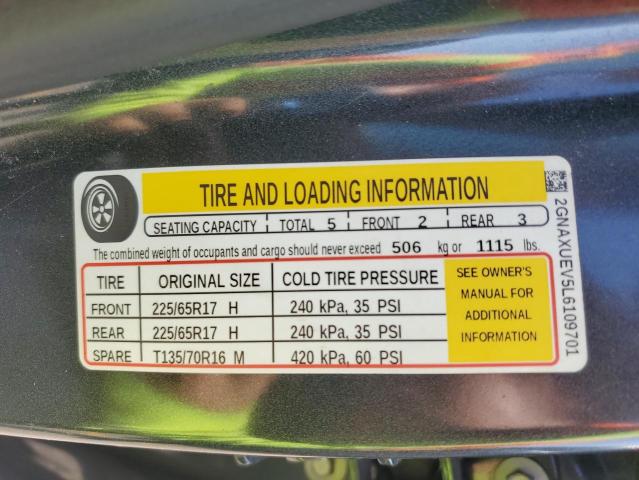 TIRE AND LOADING INFORMATION
SEATING CAPACITY TOTAL 5 FRONT 2 REAR 3
The combined weight of occupants and cargo should never exceed 506 kg or 1115 lbs.
TIRE ORIGINAL SIZE COLD TIRE PRESSURE
FRONT 225/65R17 H 240 kPa, 35 PSI
REAR 225/65R17 H 240 kPa, 35 PSI
SPARE T135/70R16 M 420 kPa, 60 PSI
SEE OWNER'S
MANUAL FOR
ADDITIONAL
INFORMATION
2GNAXUEV5L6109701